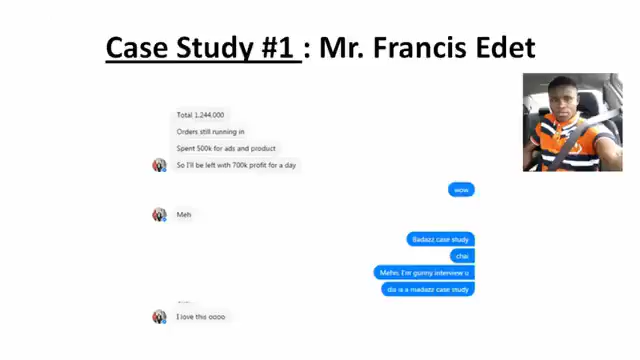 Case Study #1 : Mr. Francis Edet
Total 1,244,000
Orders still running in
Spent 500k for ads and product
So I'll be left with 700k profit for a day
wow
Meh
Badazz case study
chai
Mehn, I'm gunny interview u
dis is a madazz case study
I love this oooo